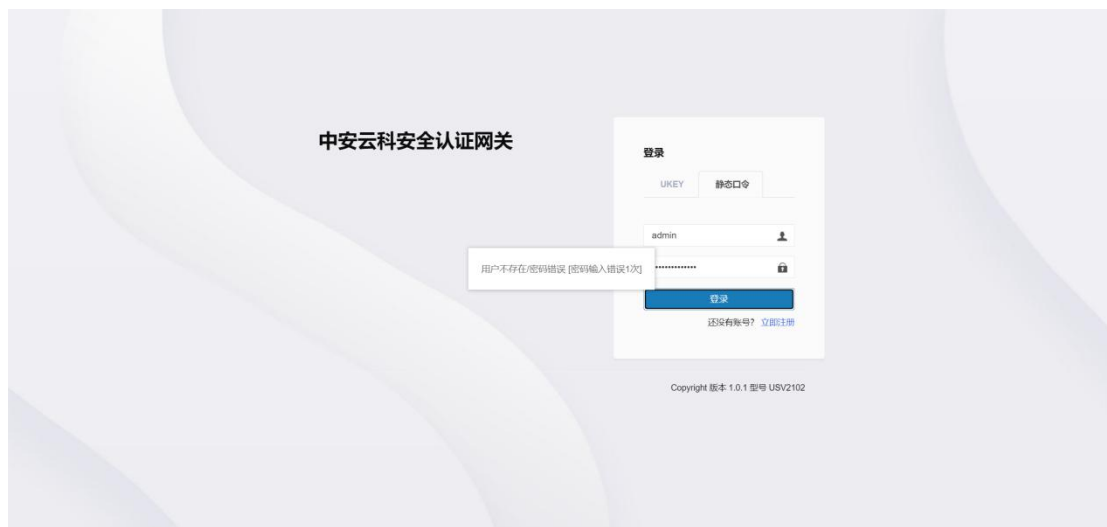 中安云科安全认证网关
登录
UKEY 静态口令
admin
用户不存在/密码错误 [密码输入错误1次]
登录
还没有账号? 立即注册
Copyright 版本 1.0.1 型号 USV2102